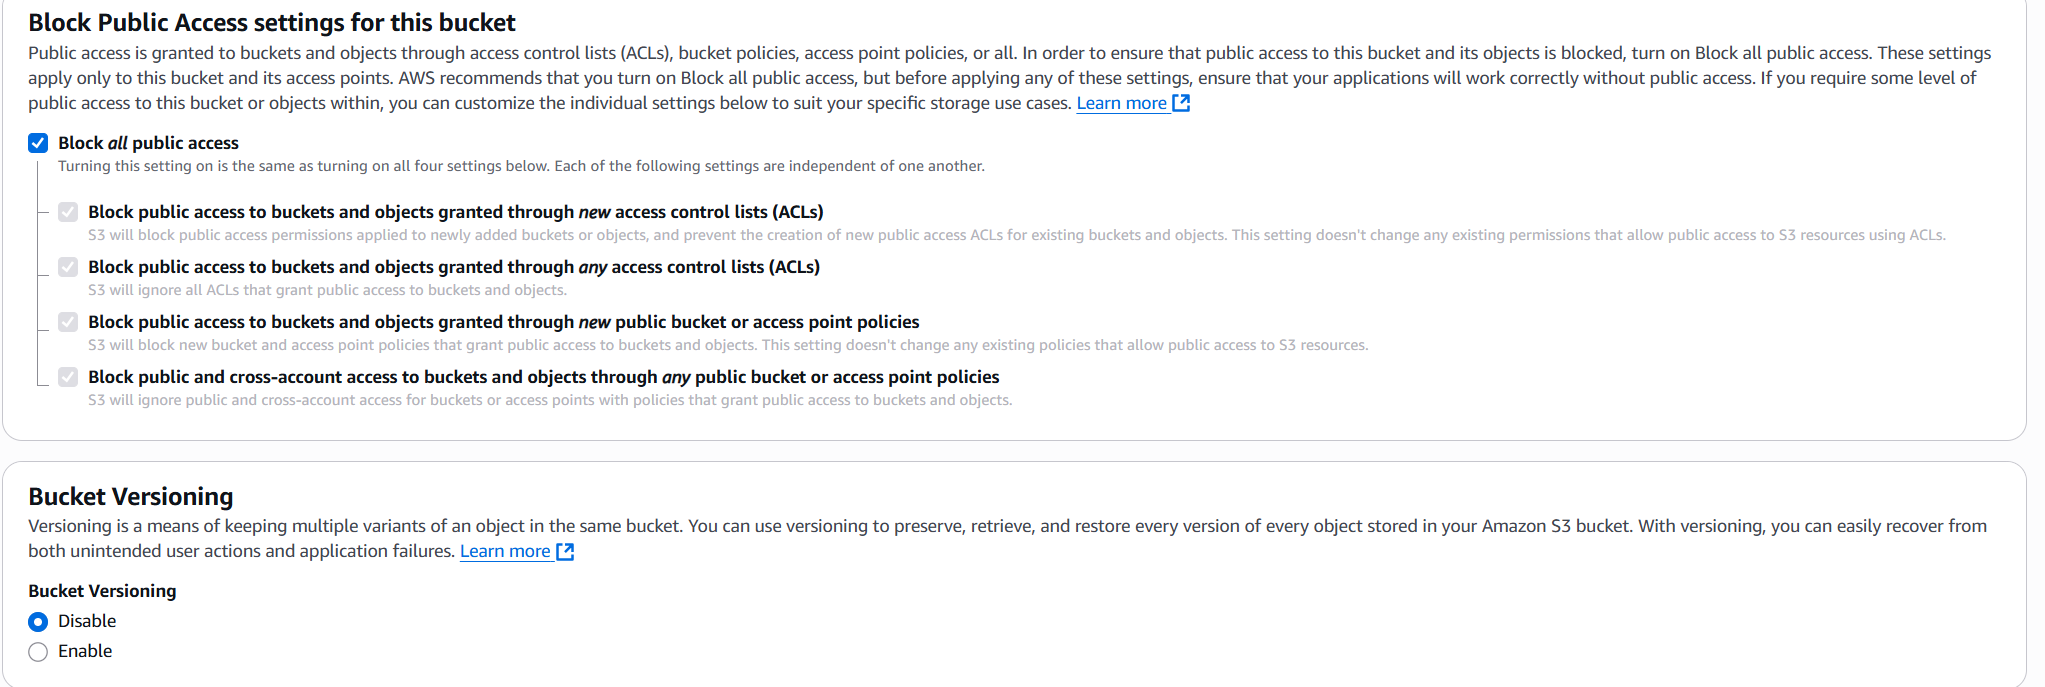 Block Public Access settings for this bucket
Public access is granted to buckets and objects through access control lists (ACLs), bucket policies, access point policies, or all. In order to ensure that public access to this bucket and its objects is blocked, turn on Block all public access. These settings
apply only to this bucket and its access points. AWS recommends that you turn on Block all public access, but before applying any of these settings, ensure that your applications will work correctly without public access. If you require some level of
public access to this bucket or objects within, you can customize the individual settings below to suit your specific storage use cases. Learn more
Block all public access
Turning this setting on is the same as turning on all four settings below. Each of the following settings are independent of one another.
Block public access to buckets and objects granted through new access control lists (ACLs)
S3 will block public access permissions applied to newly added buckets or objects, and prevent the creation of new public access ACLs for existing buckets and objects. This setting doesn't change any existing permissions that allow public access to S3 resources using ACLs.
Block public access to buckets and objects granted through any access control lists (ACLs)
S3 will ignore all ACLs that grant public access to buckets and objects.
Block public access to buckets and objects granted through new public bucket or access point policies
S3 will block new bucket and access point policies that grant public access to buckets and objects. This setting doesn't change any existing policies that allow public access to S3 resources.
Block public and cross-account access to buckets and objects through any public bucket or access point policies
S3 will ignore public and cross-account access for buckets or access points with policies that grant public access to buckets and objects.
Bucket Versioning
Versioning is a means of keeping multiple variants of an object in the same bucket. You can use versioning to preserve, retrieve, and restore every version of every object stored in your Amazon S3 bucket. With versioning, you can easily recover from
both unintended user actions and application failures. Learn more
Bucket Versioning
Disable
Enable